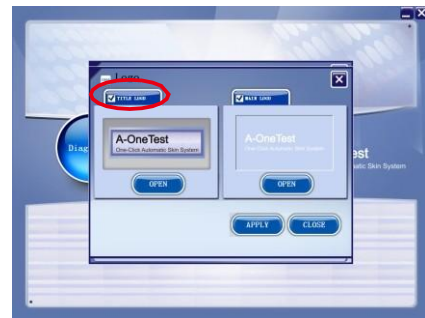 Logo
TITLE LOGO
MAIN LOGO
A-OneTest
One-Click Automatic Skin System
A-OneTest
One-Click Automatic Skin System
Diag
est
atic Skin System
OPEN
OPEN
APPLY
CLOSE